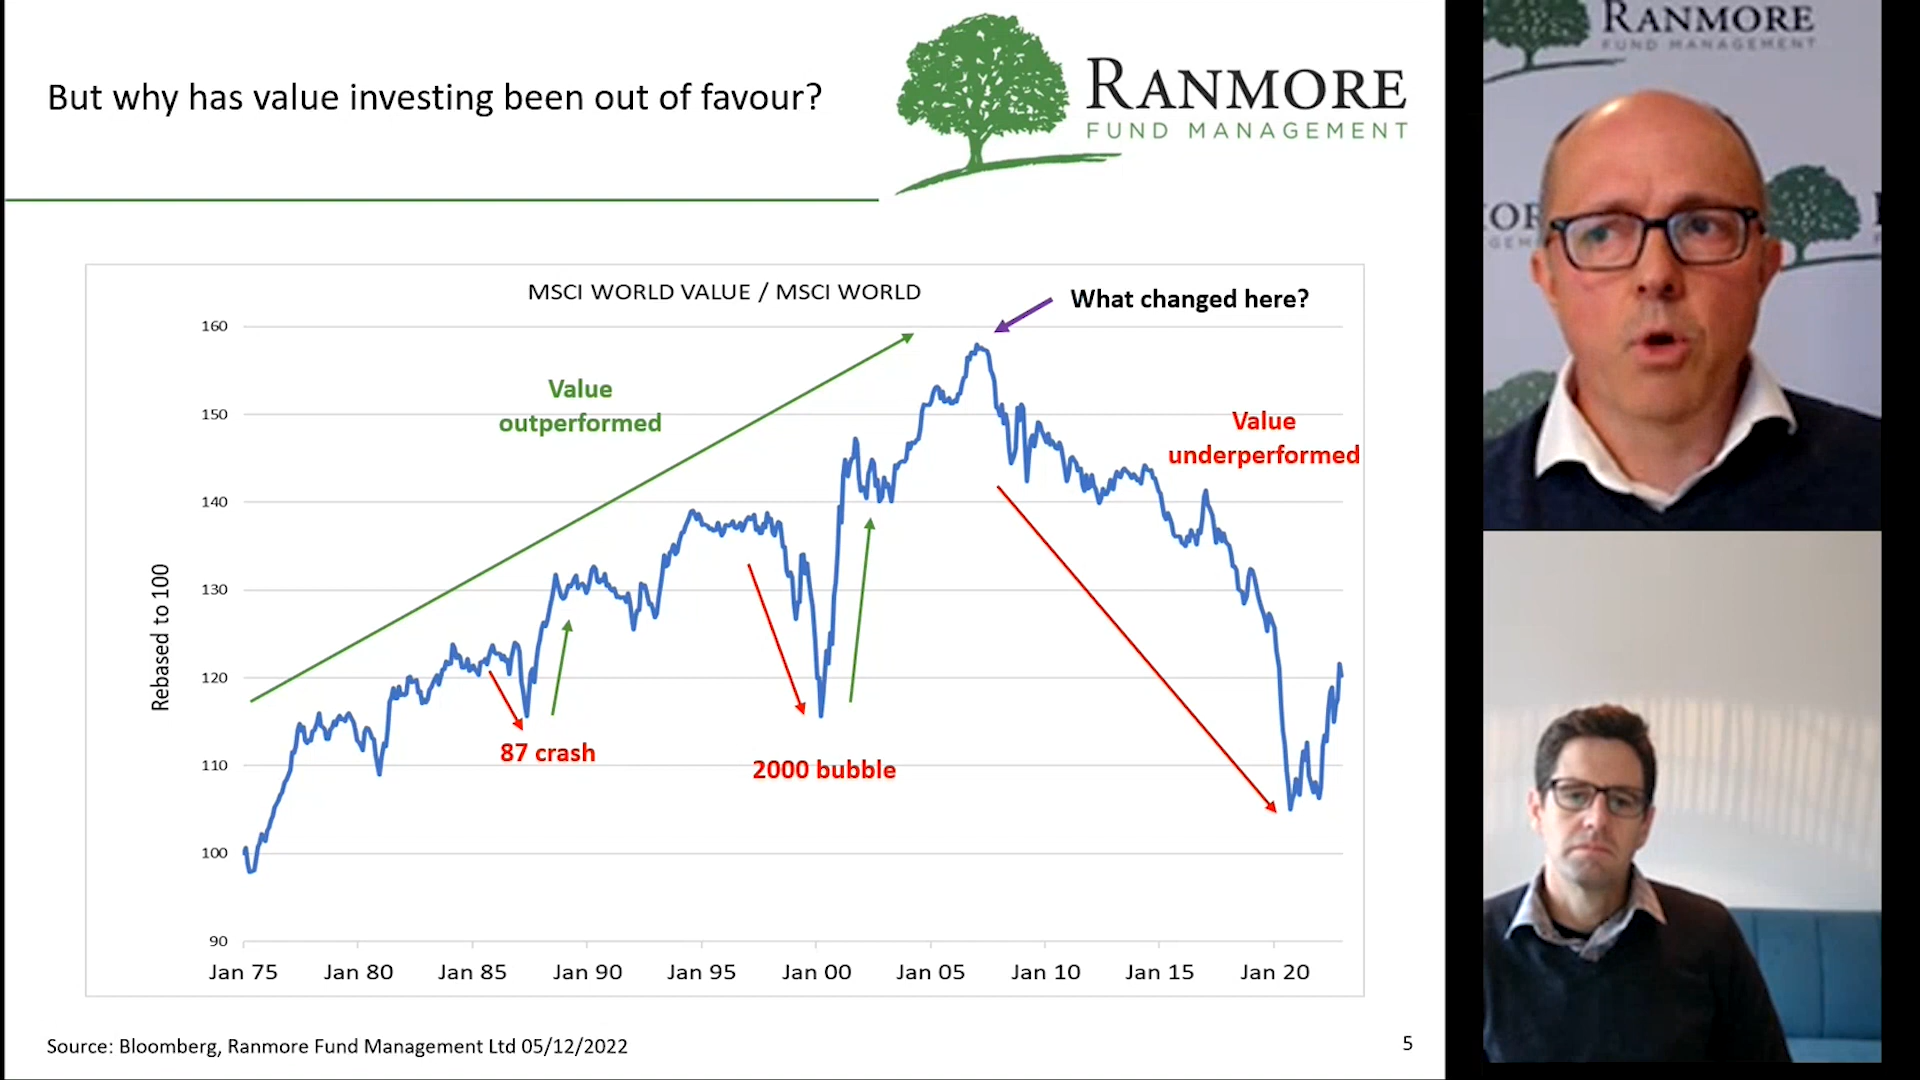 But why has value investing been out of favour?
RANMORE
FUND MANAGEMENT
MSCI WORLD VALUE / MSCI WORLD
What changed here?
Value
outperformed
Value
underperformed
87 crash
2000 bubble
Rebased to 100
160
150
140
130
120
110
100
90
Jan 75 Jan 80 Jan 85 Jan 90 Jan 95 Jan 00 Jan 05 Jan 10 Jan 15 Jan 20
Source: Bloomberg, Ranmore Fund Management Ltd 05/12/2022
5
RANMORE
FUND MANAGEMENT